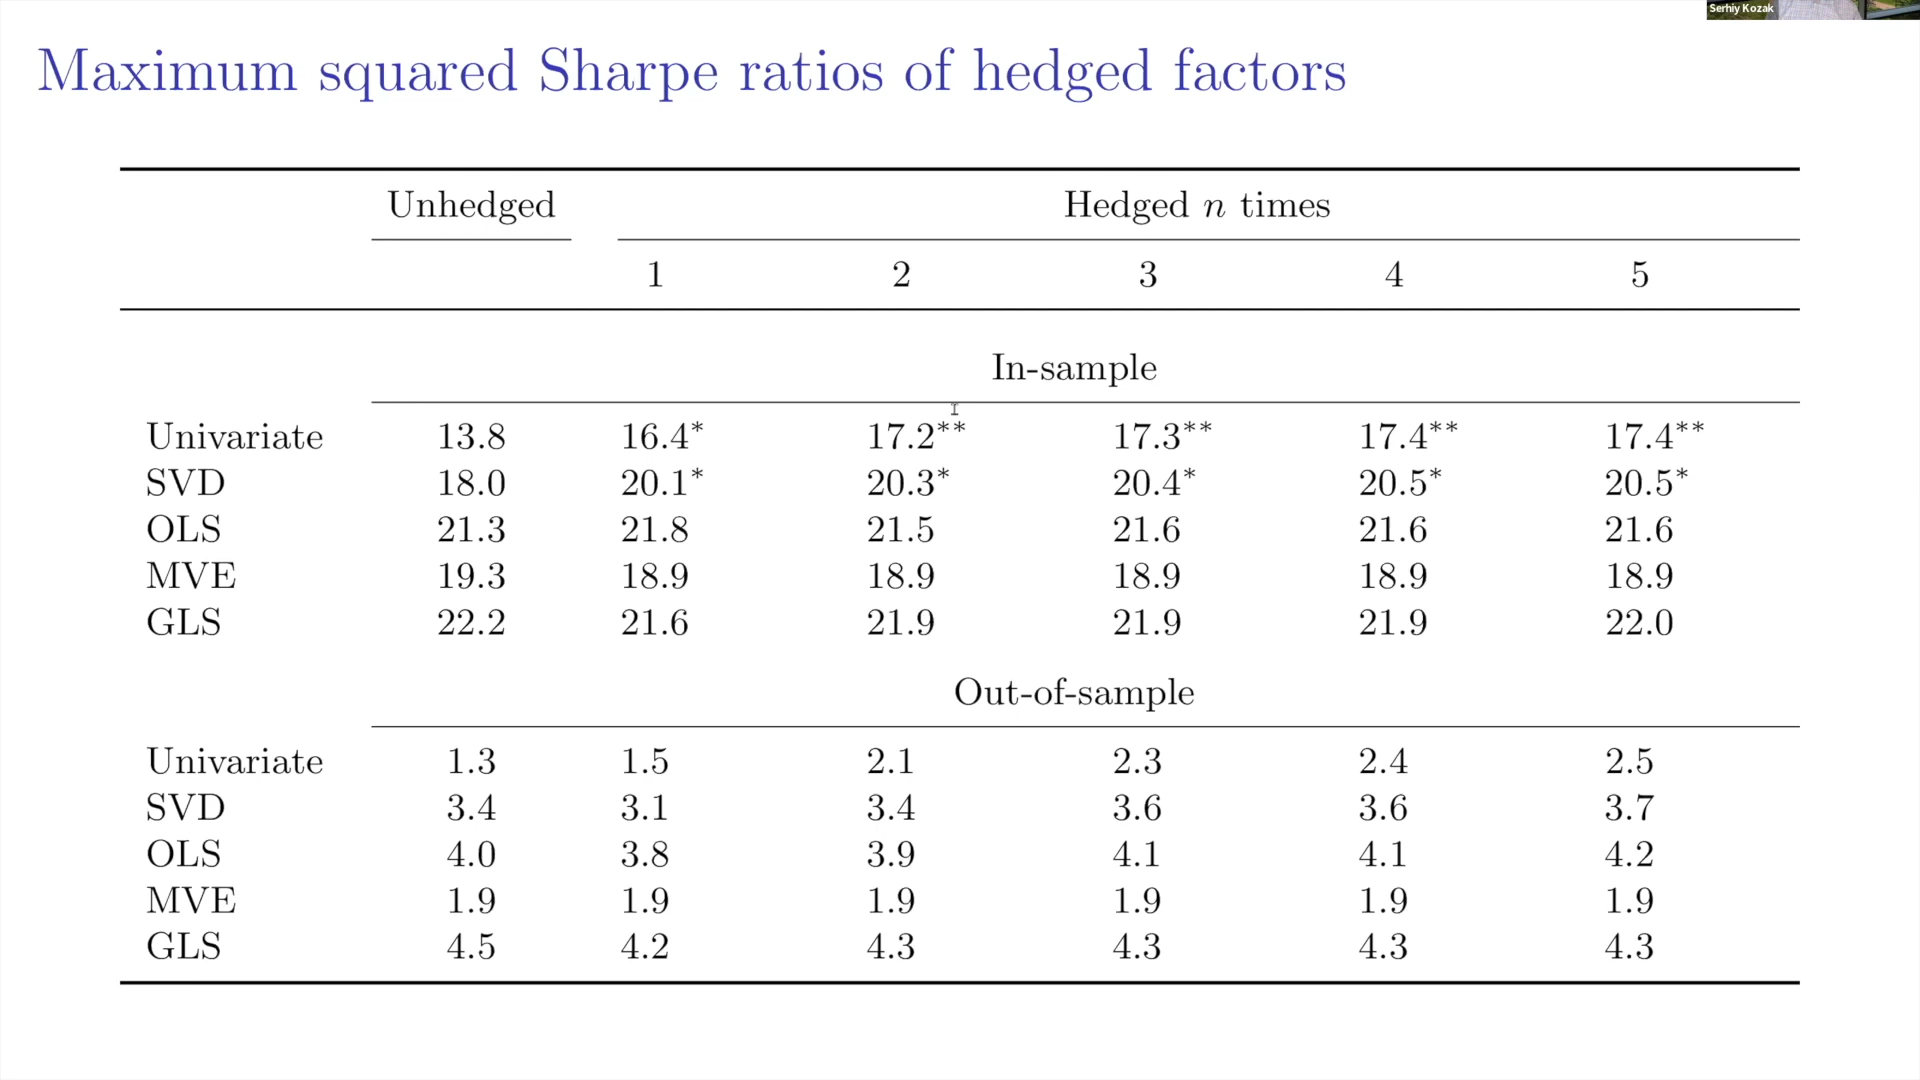 Serhiy Kozak
Maximum squared Sharpe ratios of hedged factors
Unhedged Hedged n times
1 2 3 4 5
In-sample
Univariate 13.8 16.4* 17.2** 17.3** 17.4** 17.4**
SVD 18.0 20.1* 20.3* 20.4* 20.5* 20.5*
OLS 21.3 21.8 21.5 21.6 21.6 21.6
MVE 19.3 18.9 18.9 18.9 18.9 18.9
GLS 22.2 21.6 21.9 21.9 21.9 22.0
Out-of-sample
Univariate 1.3 1.5 2.1 2.3 2.4 2.5
SVD 3.4 3.1 3.4 3.6 3.6 3.7
OLS 4.0 3.8 3.9 4.1 4.1 4.2
MVE 1.9 1.9 1.9 1.9 1.9 1.9
GLS 4.5 4.2 4.3 4.3 4.3 4.3